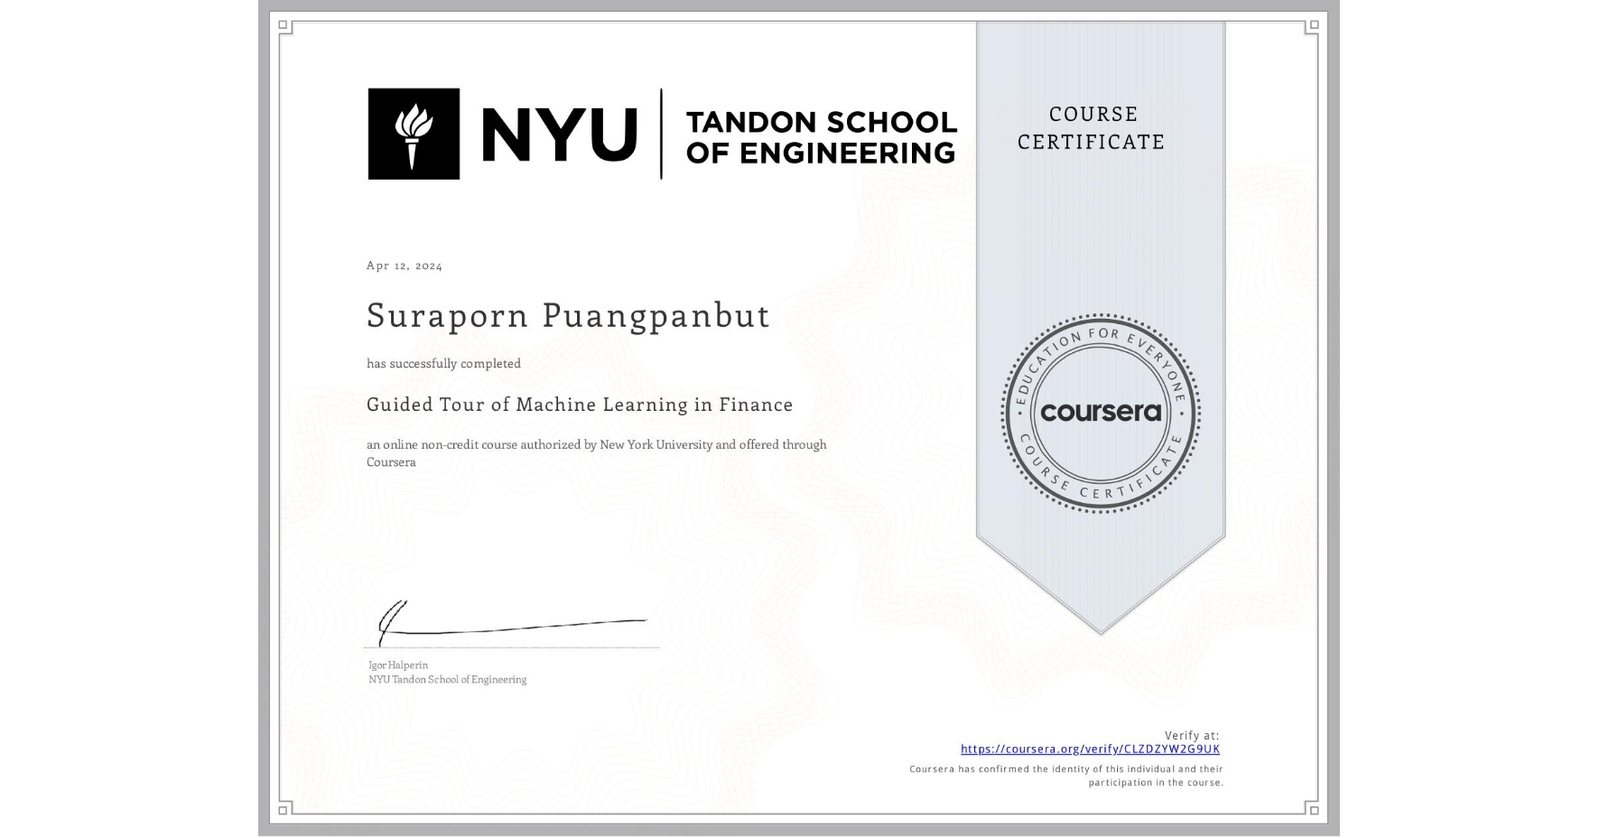 NYU
TANDON SCHOOL
OF ENGINEERING
COURSE
CERTIFICATE
Apr 12, 2024
Suraporn Puangpanbut
has successfully completed
Guided Tour of Machine Learning in Finance
an online non-credit course authorized by New York University and offered through
Coursera
EDUCATION FOR EVERYONE
coursera
COURSE CERTIFICATE
Igor Halperin
NYU Tandon School of Engineering
Verify at:
https://coursera.org/verify/CLZDZYW2G9UK
Coursera has confirmed the identity of this individual and their
participation in the course.